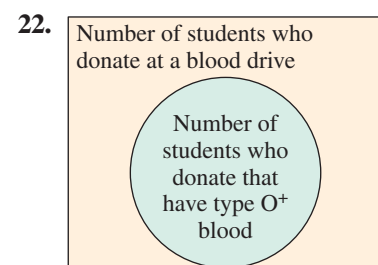 22.
Number of students who
donate at a blood drive
Number of
students who
donate that
have type O⁺
blood